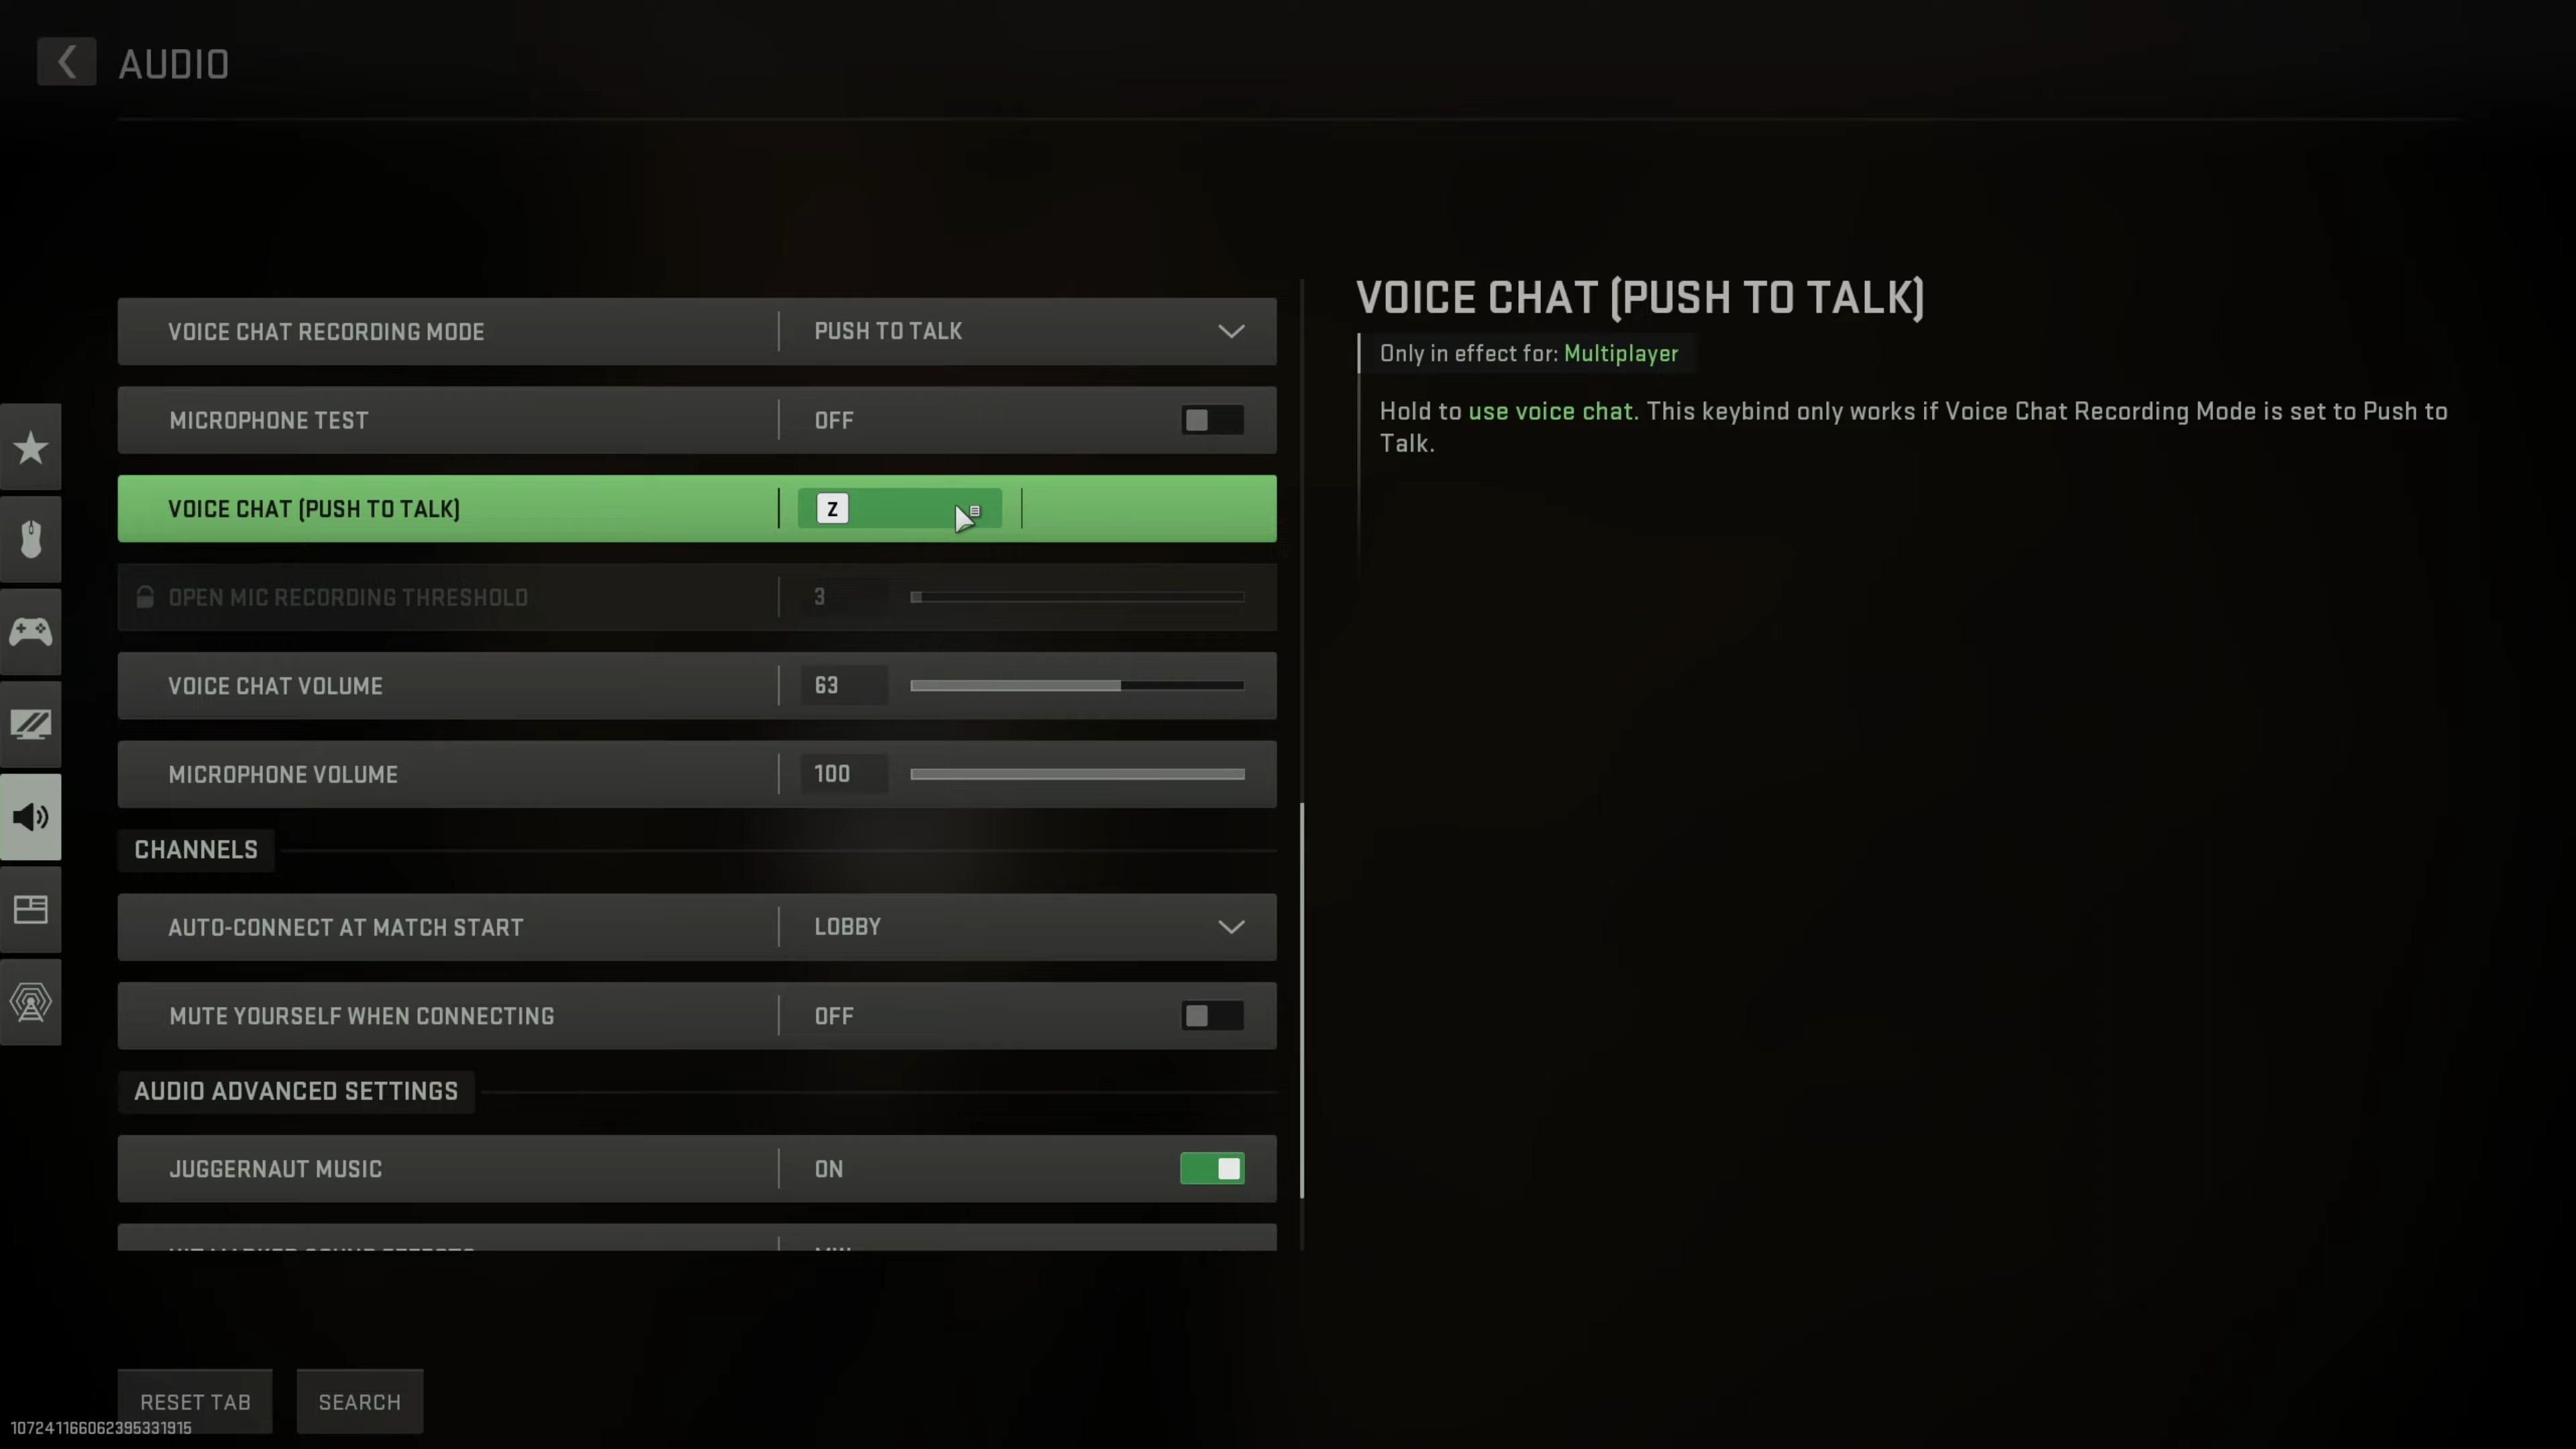 AUDIO
VOICE CHAT RECORDING MODE
PUSH TO TALK
MICROPHONE TEST
OFF
VOICE CHAT (PUSH TO TALK)
Z
OPEN MIC RECORDING THRESHOLD
3
VOICE CHAT VOLUME
63
MICROPHONE VOLUME
100
CHANNELS
AUTO-CONNECT AT MATCH START
LOBBY
MUTE YOURSELF WHEN CONNECTING
OFF
AUDIO ADVANCED SETTINGS
JUGGERNAUT MUSIC
ON
VOICE CHAT (PUSH TO TALK)
Only in effect for: Multiplayer
Hold to use voice chat. This keybind only works if Voice Chat Recording Mode is set to Push to
Talk.
RESET TAB
SEARCH
107241166062395331915